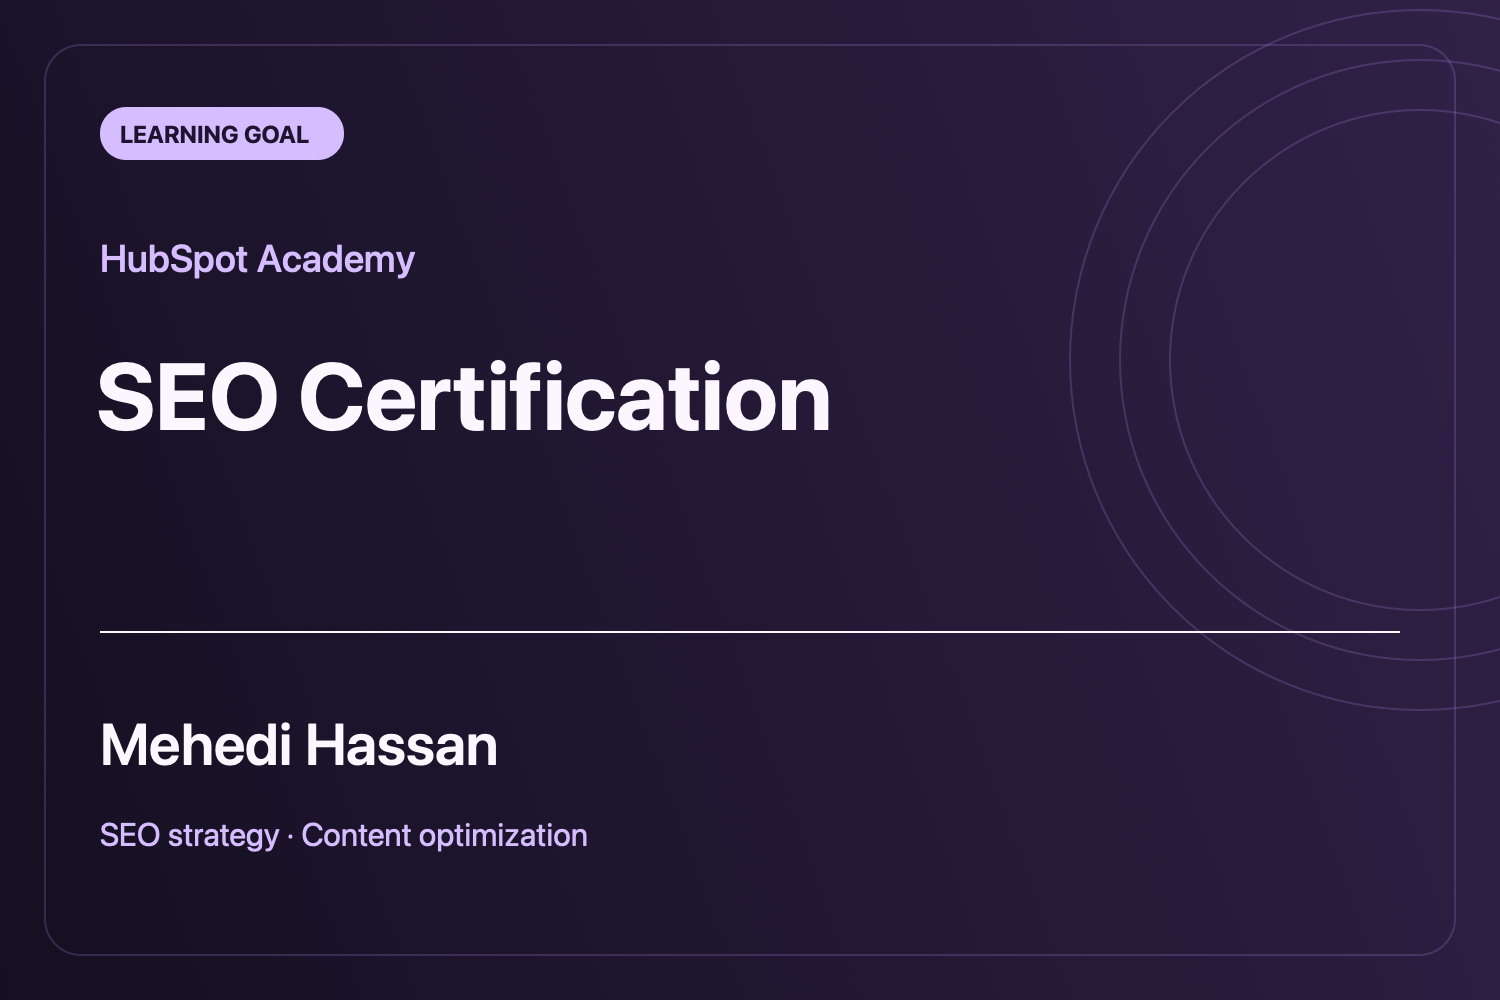 LEARNING GOAL
HubSpot Academy
SEO Certification
Mehedi Hassan
SEO strategy · Content optimization